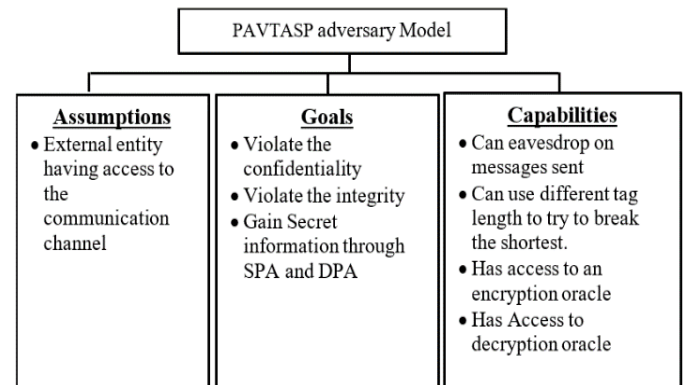 PAVTASP adversary Model
Assumptions
• External entity
having access to
the
communication
channel
Goals
• Violate the
confidentiality
• Violate the integrity
• Gain Secret
information through
SPA and DPA
Capabilities
• Can eavesdrop on
messages sent
• Can use different tag
length to try to break
the shortest.
• Has access to an
encryption oracle
• Has Access to
decryption oracle